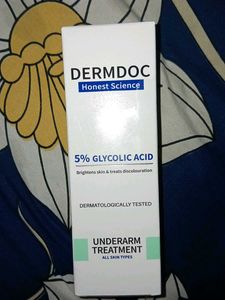 DERMDOC
Honest Science
5% GLYCOLIC ACID
Brightens skin & treats discolouration
DERMATOLOGICALLY TESTED
UNDERARM
TREATMENT
ALL SKIN TYPES